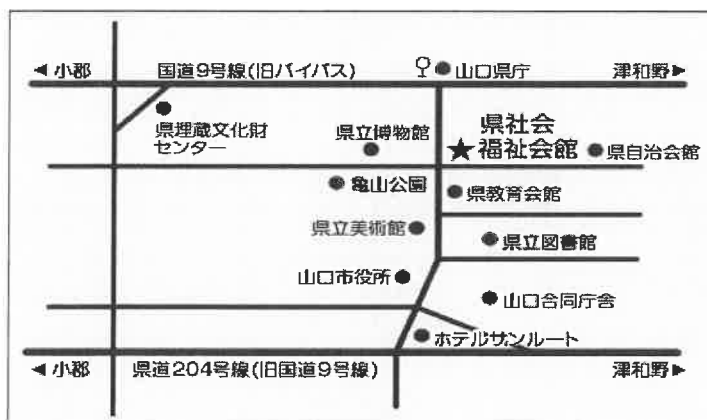 ◀小郡 国道9号線(旧バイパス) 山口県庁 津和野▶
県埋蔵文化財
センター
県立博物館
県社会
福祉会館
県自治会館
亀山公園
県教育会館
県立美術館
県立図書館
山口市役所
山口合同庁舎
ホテルサンルート
◀小郡 県道204号線(旧国道9号線) 津和野▶